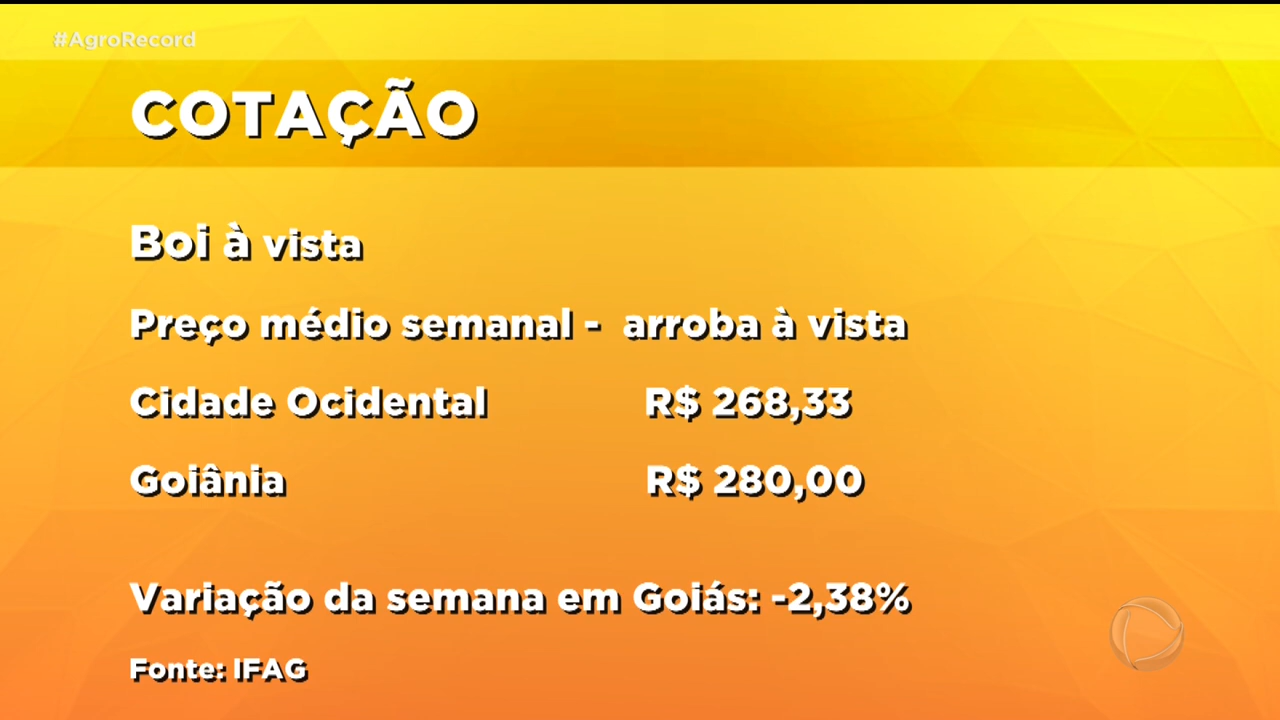 #AgroRecord
COTAÇÃO
Boi à vista
Preço médio semanal - arroba à vista
Cidade Ocidental R$ 268,33
Goiânia R$ 280,00
Variação da semana em Goiás: -2,38%
Fonte: IFAG